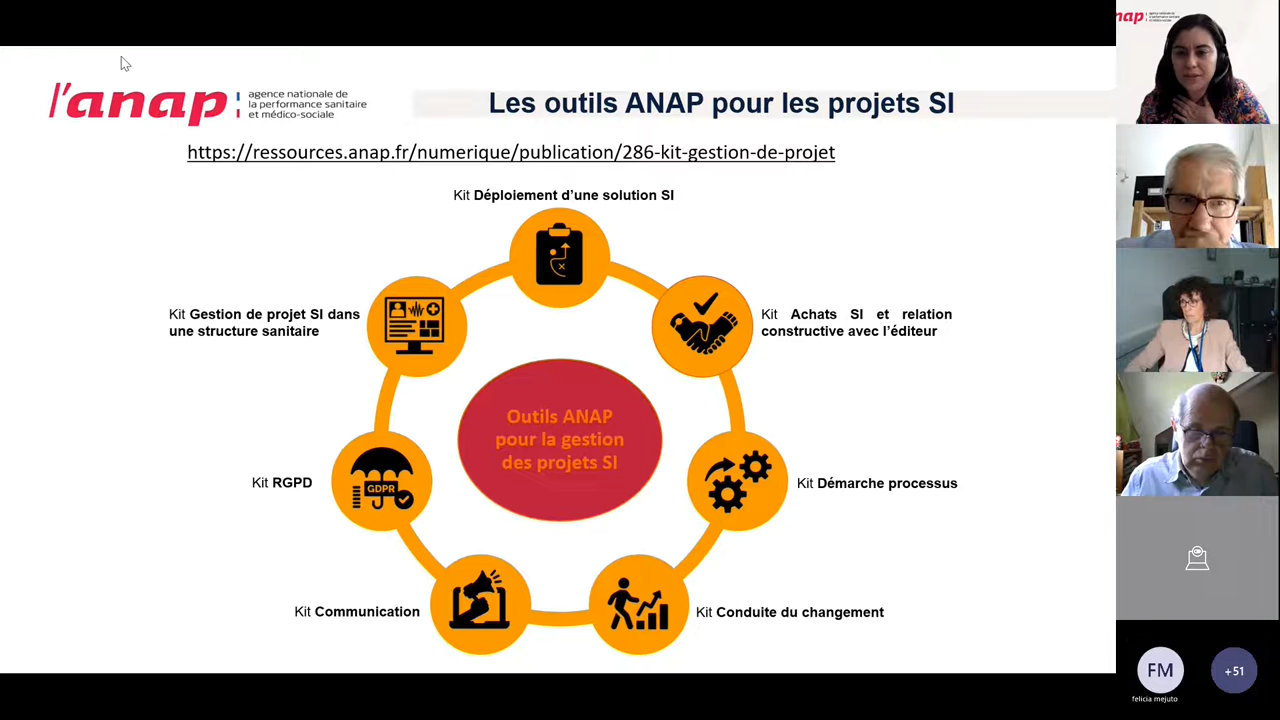 l'anap
agence nationale de
la performance sanitaire
et médico-sociale
Les outils ANAP pour les projets SI
https://ressources.anap.fr/numerique/publication/286-kit-gestion-de-projet
Kit Déploiement d'une solution SI
Kit Gestion de projet SI dans
une structure sanitaire
Kit Achats SI et relation
constructive avec l'éditeur
Outils ANAP
pour la gestion
des projets SI
Kit RGPD
GDPR
Kit Démarche processus
Kit Communication
Kit Conduite du changement
anap
FM
felicia mejuto
+51